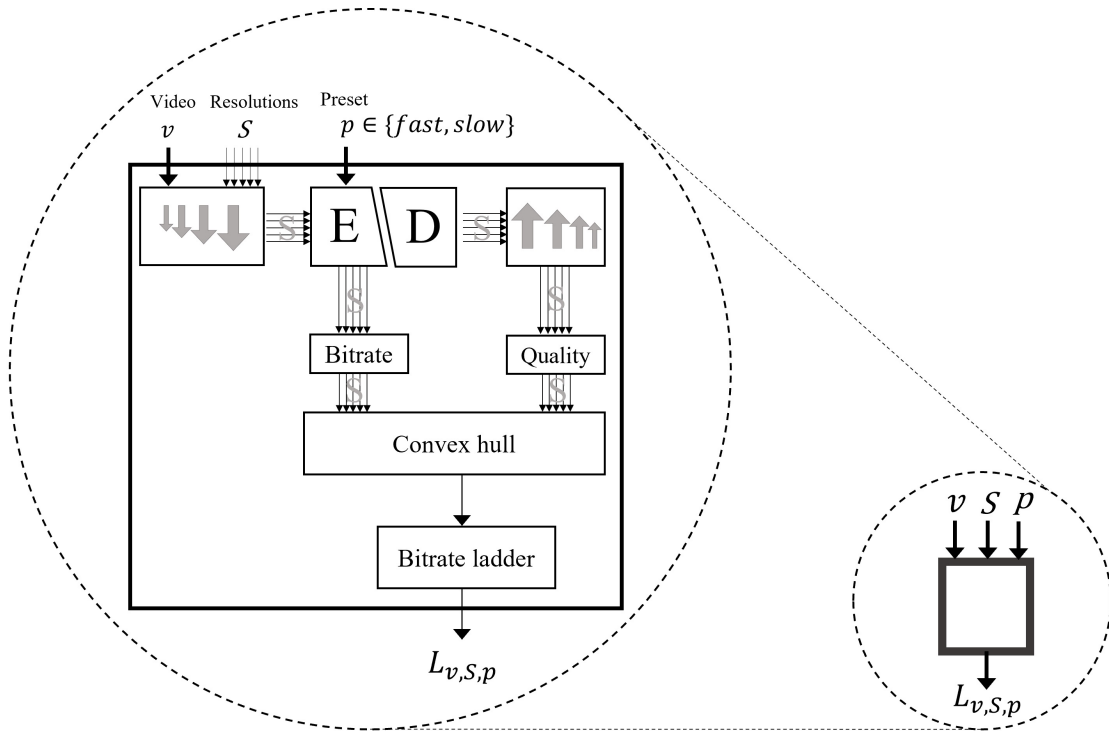 Video Resolutions Preset
v S p ∈ {fast, slow}
E D
S S
S S
Bitrate Quality
S S
Convex hull
Bitrate ladder
L_{v,S,p}
v S p
L_{v,S,p}